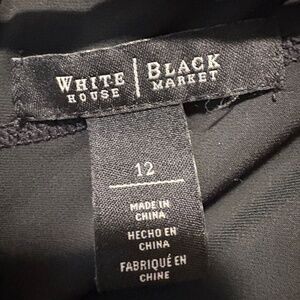 WHITE HOUSE | BLACK MARKET
12
MADE IN
CHINA
HECHO EN
CHINA
FABRIQUÉ EN
CHINE